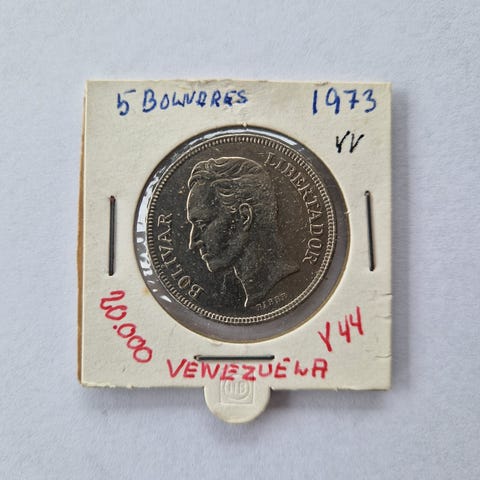 5 BOLIVARES 1973
VV
BOLIVAR LIBERTADOR
BARRE
20.000 Y44
VENEZUELA